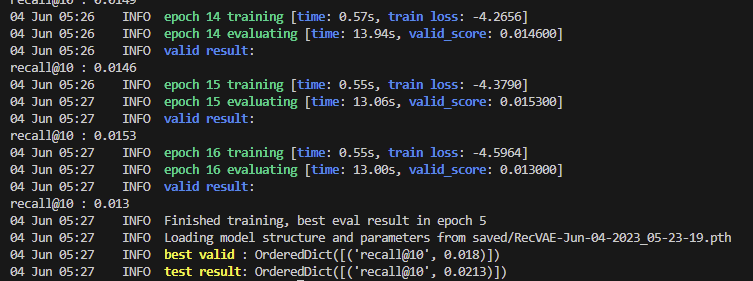 recall@10 : 0.0149
04 Jun 05:26 INFO epoch 14 training [time: 0.57s, train loss: -4.2656]
04 Jun 05:26 INFO epoch 14 evaluating [time: 13.94s, valid_score: 0.014600]
04 Jun 05:26 INFO valid result:
recall@10 : 0.0146
04 Jun 05:26 INFO epoch 15 training [time: 0.55s, train loss: -4.3790]
04 Jun 05:27 INFO epoch 15 evaluating [time: 13.06s, valid_score: 0.015300]
04 Jun 05:27 INFO valid result:
recall@10 : 0.0153
04 Jun 05:27 INFO epoch 16 training [time: 0.55s, train loss: -4.5964]
04 Jun 05:27 INFO epoch 16 evaluating [time: 13.00s, valid_score: 0.013000]
04 Jun 05:27 INFO valid result:
recall@10 : 0.013
04 Jun 05:27 INFO Finished training, best eval result in epoch 5
04 Jun 05:27 INFO Loading model structure and parameters from saved/RecVAE-Jun-04-2023_05-23-19.pth
04 Jun 05:27 INFO best valid : OrderedDict([('recall@10', 0.018)])
04 Jun 05:27 INFO test result: OrderedDict([('recall@10', 0.0213)])